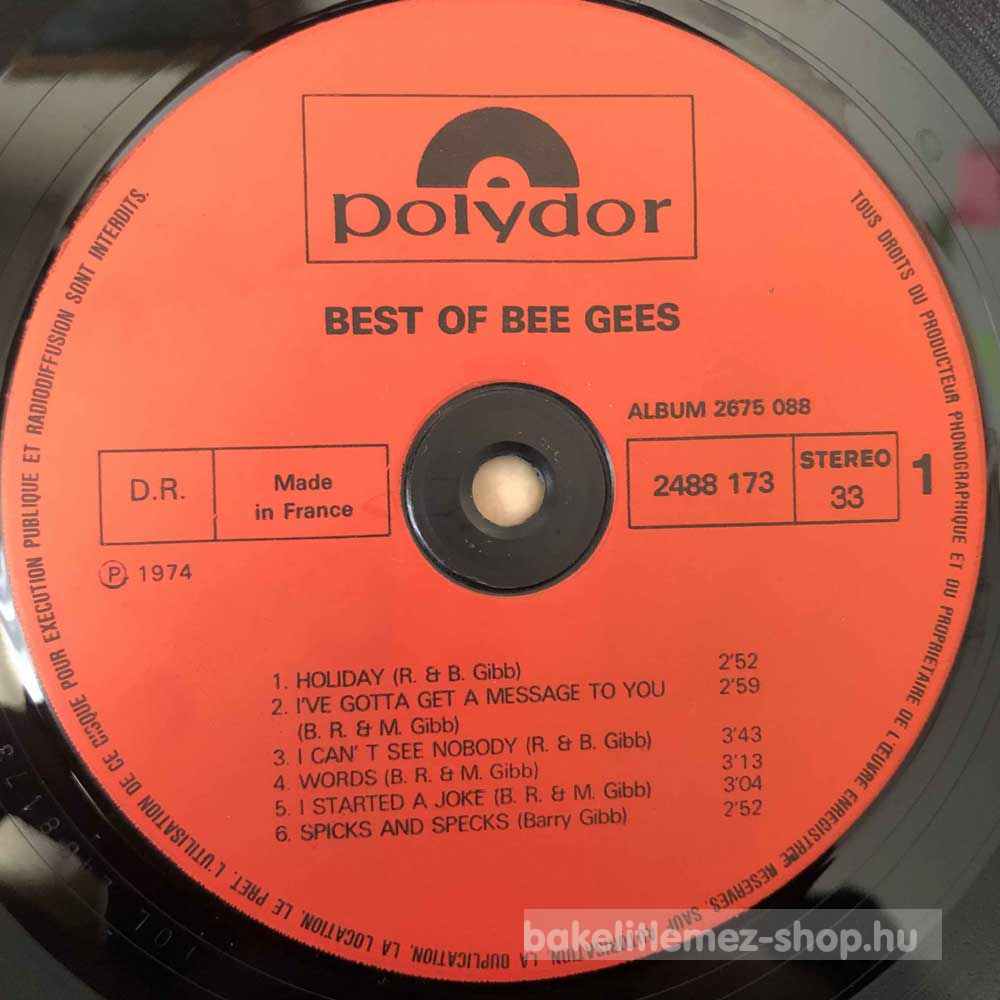 polydor
BEST OF BEE GEES
ALBUM 2675 088
D.R.
Made
in France
2488 173
STEREO
33
1
P 1974
1. HOLIDAY (R. & B. Gibb) 2'52
2. I'VE GOTTA GET A MESSAGE TO YOU 2'59
(B. R. & M. Gibb)
3. I CAN' T SEE NOBODY (R. & B. Gibb) 3'43
4. WORDS (B. R. & M. Gibb) 3'13
5. I STARTED A JOKE (B. R. & M. Gibb) 3'04
6. SPICKS AND SPECKS (Barry Gibb) 2'52
TOUS DROITS DU PRODUCTEUR PHONOGRAPHIQUE ET DU PROPRIETAIRE DE L'ŒUVRE ENREGISTREE RESERVES. SAUF AUTORISATION, LA DUPLICATION, LA LOCATION, LE PRET, L'UTILISATION DE CE DISQUE POUR EXECUTION PUBLIQUE ET RADIODIFFUSION SONT INTERDITS.
bakelitlemez-shop.hu